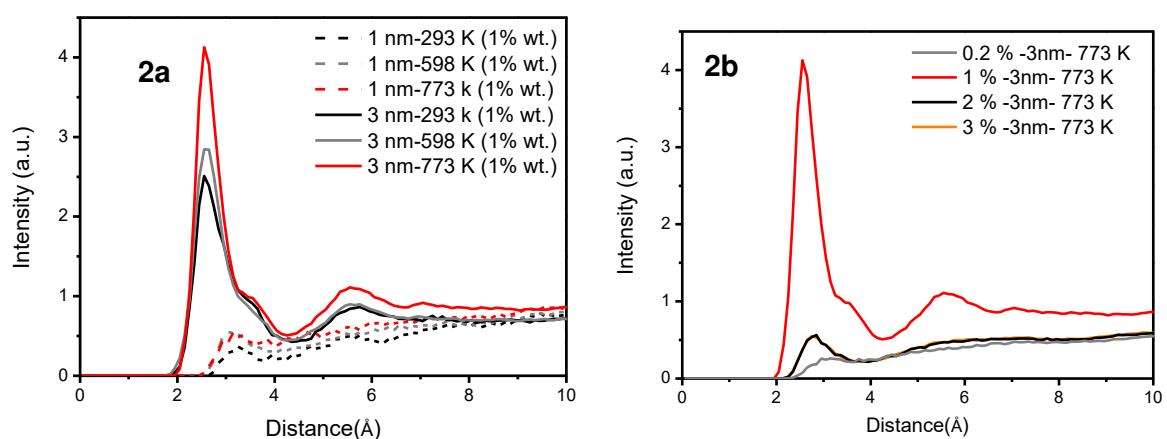 2a
1 nm-293 K (1% wt.)
1 nm-598 K (1% wt.)
1 nm-773 k (1% wt.)
3 nm-293 k (1% wt.)
3 nm-598 K (1% wt.)
3 nm-773 K (1% wt.)
Intensity (a.u.)
4
3
2
1
0
0 2 4 6 8 10
Distance(Å)
2b
0.2 % -3nm- 773 K
1 % -3nm- 773 K
2 % -3nm- 773 K
3 % -3nm- 773 K
Intensity (a.u.)
4
3
2
1
0
0 2 4 6 8 10
Distance(Å)